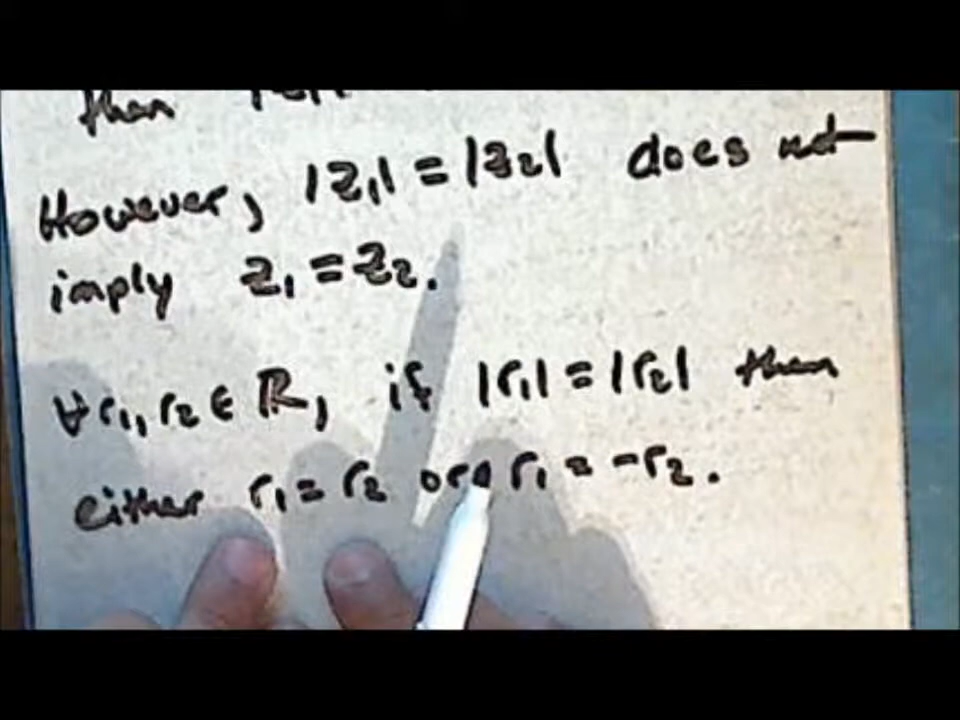 then
However, |z₁| = |z₂| does not
imply z₁ = z₂.
∀ r₁, r₂ ∈ ℝ, if |r₁| = |r₂| then
either r₁ = r₂ or r₁ = -r₂.